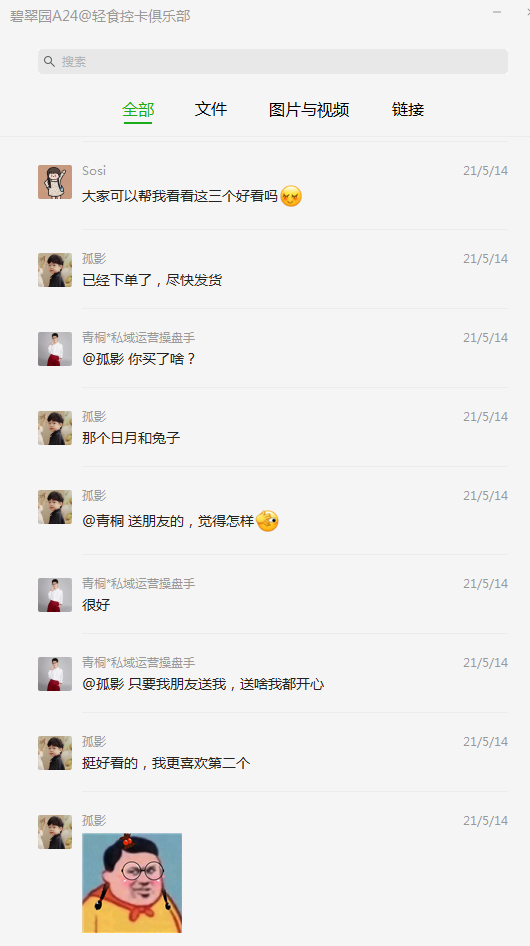 碧翠园A24@轻食控卡俱乐部
搜索
全部 文件 图片与视频 链接
Sosi 21/5/14
大家可以帮我看看这三个好看吗
孤影 21/5/14
已经下单了，尽快发货
青桐*私域运营操盘手 21/5/14
@孤影 你买了啥？
孤影 21/5/14
那个日月和兔子
孤影 21/5/14
@青桐 送朋友的，觉得怎样
青桐*私域运营操盘手 21/5/14
很好
青桐*私域运营操盘手 21/5/14
@孤影 只要我朋友送我，送啥我都开心
孤影 21/5/14
挺好看的，我更喜欢第二个
孤影 21/5/14